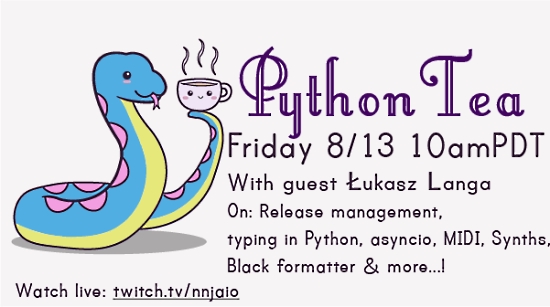 Python Tea
Friday 8/13 10amPDT
With guest Łukasz Langa
On: Release management,
typing in Python, asyncio, MIDI, Synths,
Black formatter & more...!
Watch live: twitch.tv/nnjaio